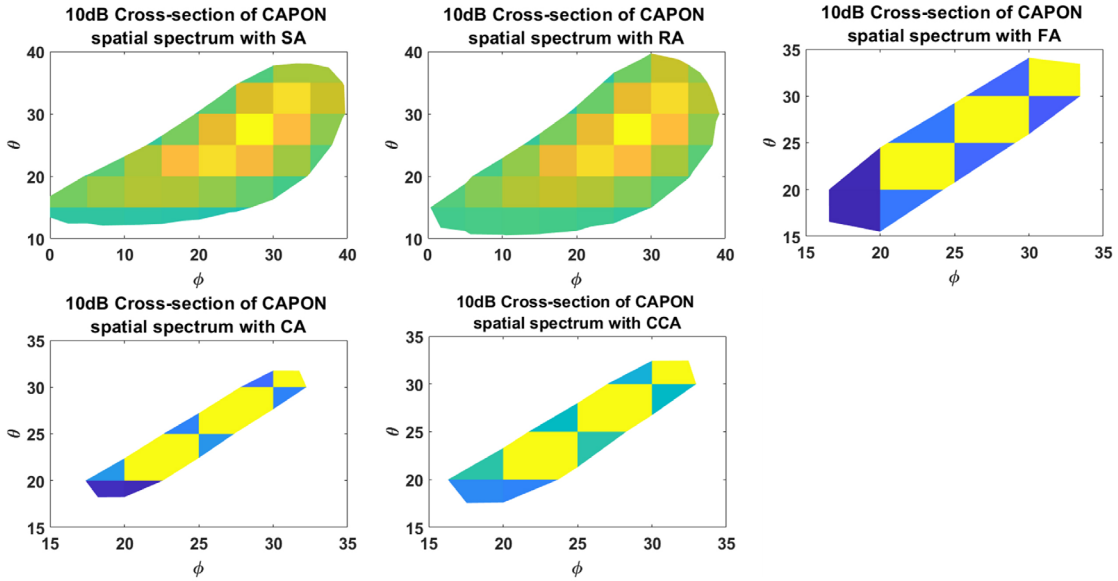 10dB Cross-section of CAPON
spatial spectrum with SA
40
30
20
10
0
10
20
30
40
θ
ϕ
10dB Cross-section of CAPON
spatial spectrum with RA
40
30
20
10
0
10
20
30
40
θ
ϕ
10dB Cross-section of CAPON
spatial spectrum with FA
35
30
25
20
15
15
20
25
30
35
θ
ϕ
10dB Cross-section of CAPON
spatial spectrum with CA
35
30
25
20
15
15
20
25
30
35
θ
ϕ
10dB Cross-section of CAPON
spatial spectrum with CCA
35
30
25
20
15
15
20
25
30
35
θ
ϕ